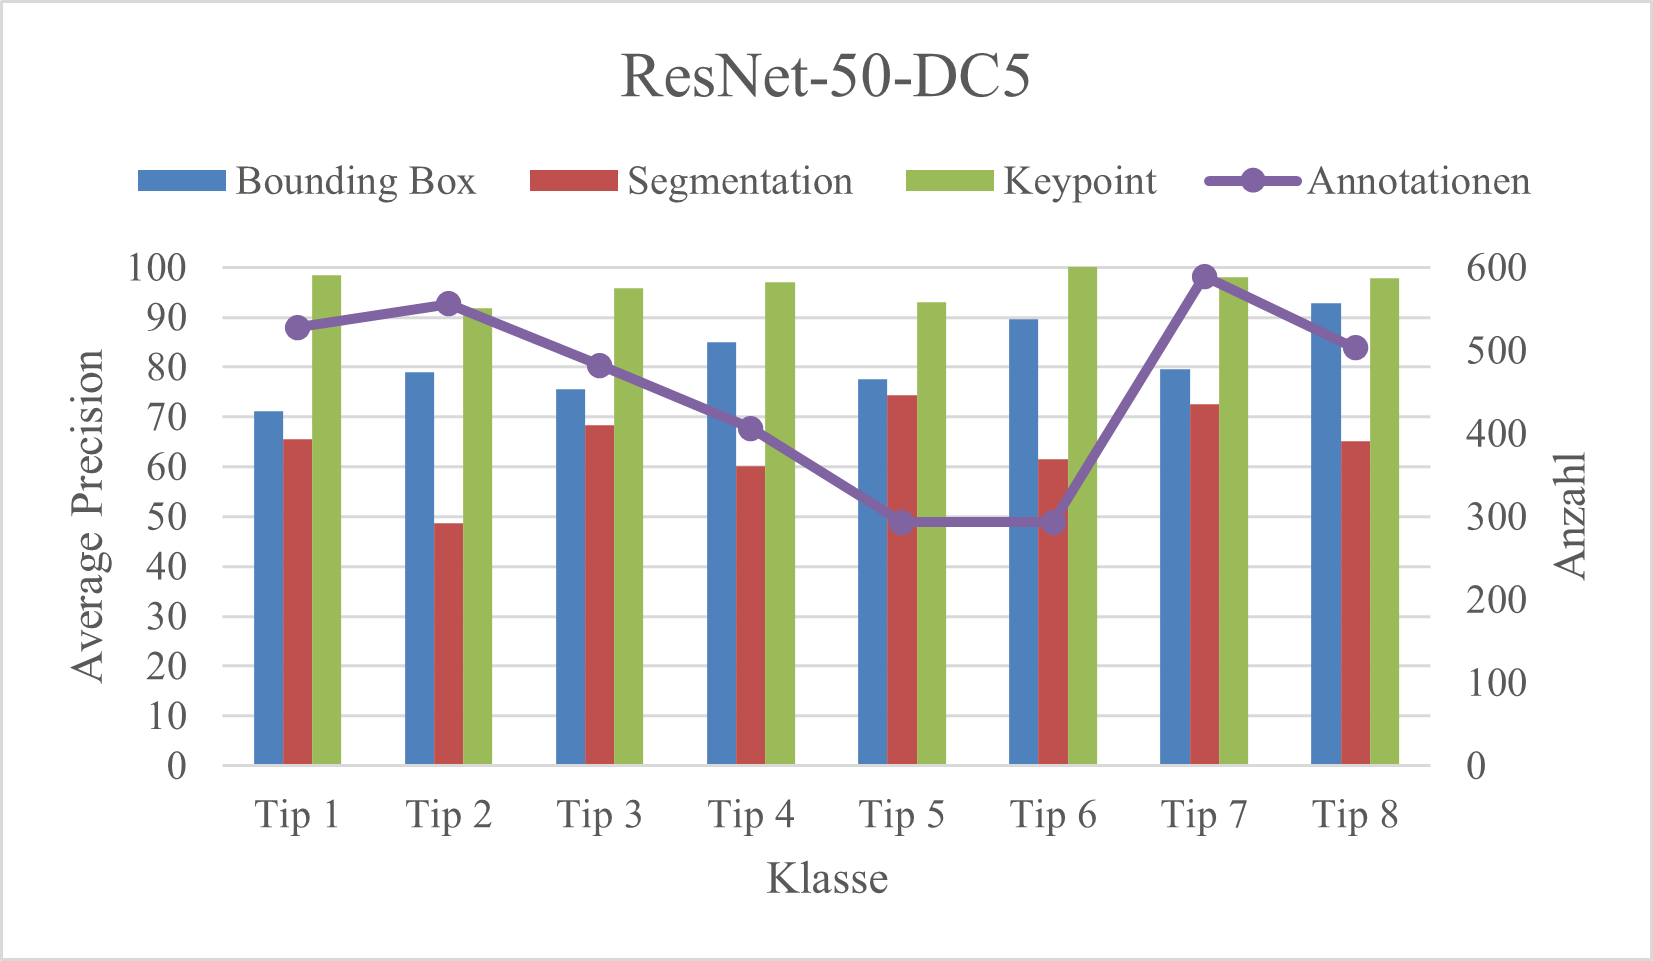 ResNet-50-DC5
Bounding Box Segmentation Keypoint Annotationen
100 600
90
80 500
70
60 400
50 300
40
30 200
20 100
10
0 0
Average Precision
Anzahl
Tip 1 Tip 2 Tip 3 Tip 4 Tip 5 Tip 6 Tip 7 Tip 8
Klasse